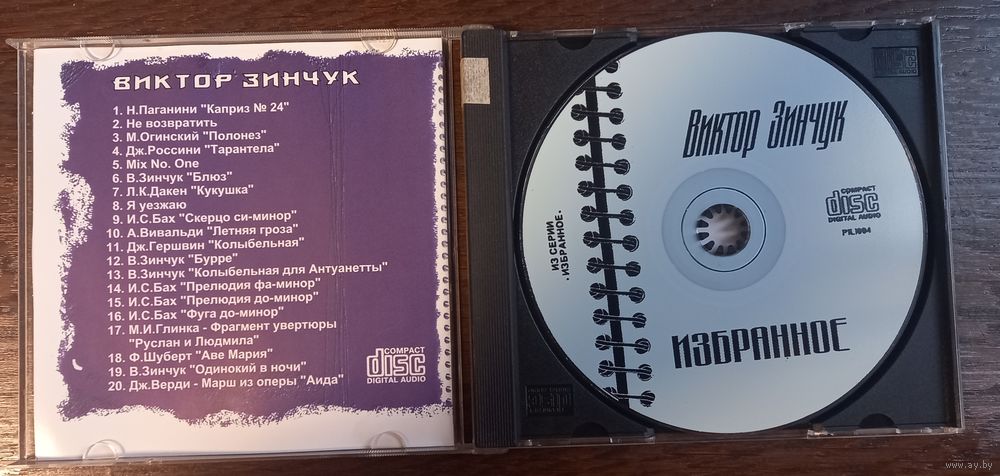 ВИКТОР ЗИНЧУК
1. Н.Паганини "Каприз № 24"
2. Не возвратить
3. М.Огинский "Полонез"
4. Дж.Россини "Тарантела"
5. Mix No. One
6. В.Зинчук "Блюз"
7. Л.К.Дакен "Кукушка"
8. Я уезжаю
9. И.С.Бах "Скерцо си-минор"
10. А.Вивальди "Летняя гроза"
11. Дж.Гершвин "Колыбельная"
12. В.Зинчук "Бурре"
13. В.Зинчук "Колыбельная для Антуанетты"
14. И.С.Бах "Прелюдия фа-минор"
15. И.С.Бах "Прелюдия до-минор"
16. И.С.Бах "Фуга до-минор"
17. М.И.Глинка - Фрагмент увертюры
"Руслан и Людмила"
18. Ф.Шуберт "Аве Мария"
19. В.Зинчук "Одинокий в ночи"
20. Дж.Верди - Марш из оперы "Аида"
COMPACT
disc
DIGITAL AUDIO
ВИКТОР ЗИНЧУК
COMPACT
disc
DIGITAL AUDIO
ИЗ СЕРИИ
·ИЗБРАННОЕ·
ИЗБРАННОЕ
www.ay.by